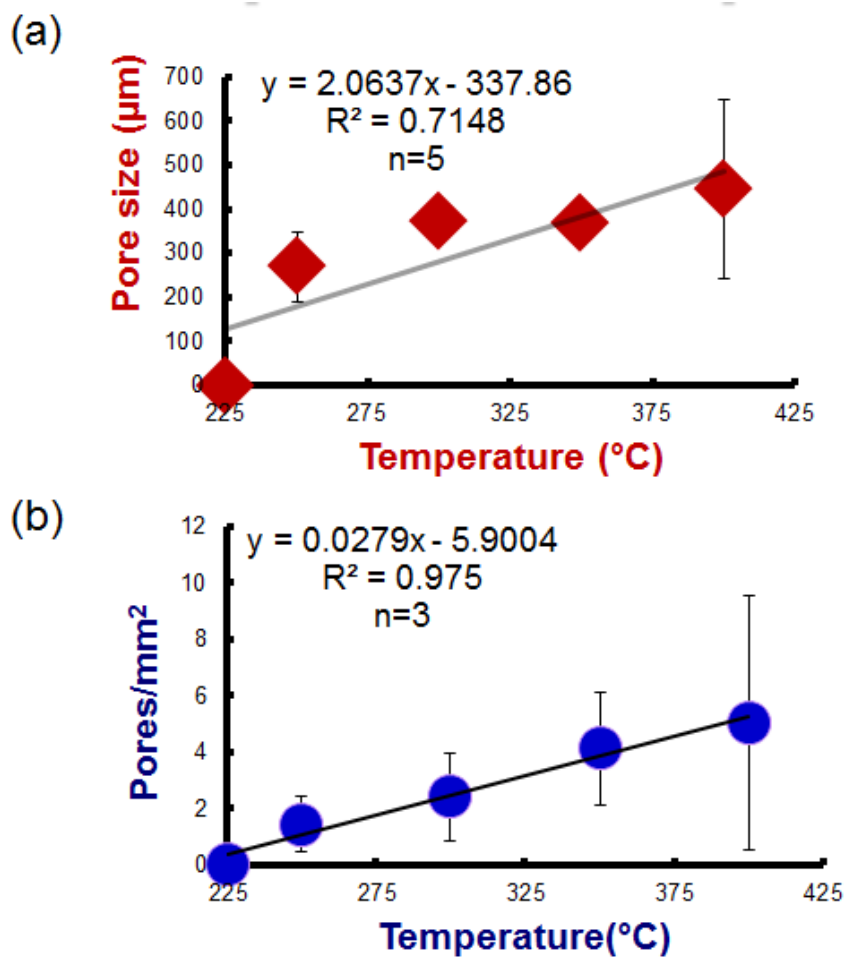 (a)
y = 2.0637x - 337.86
R² = 0.7148
n=5
Pore size (µm)
700
600
500
400
300
200
100
0
225
275
325
375
425
Temperature (°C)
(b)
y = 0.0279x - 5.9004
R² = 0.975
n=3
Pores/mm²
12
10
8
6
4
2
0
225
275
325
375
425
Temperature(°C)